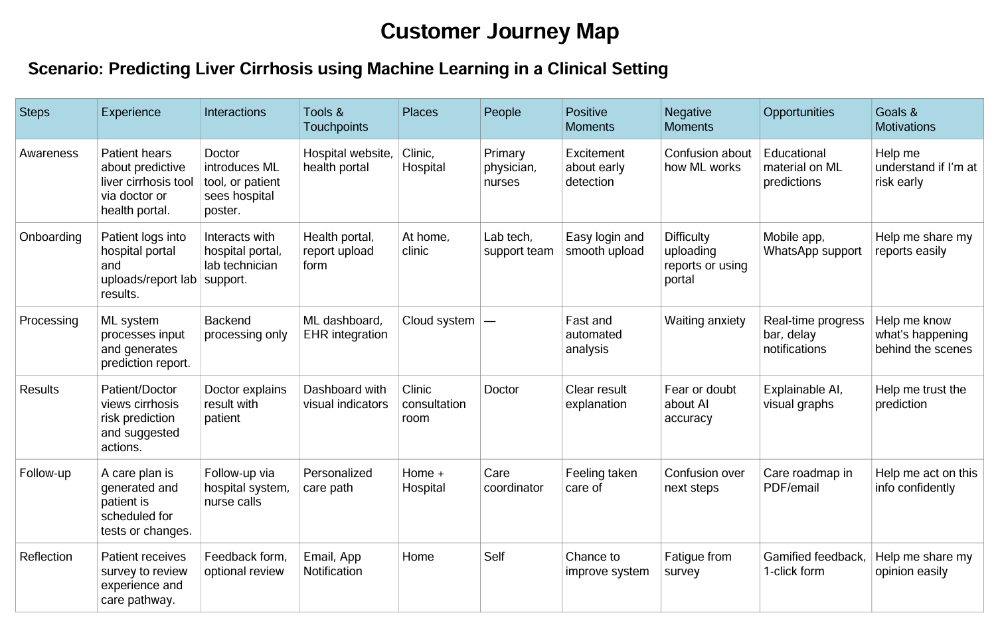 Customer Journey Map
Scenario: Predicting Liver Cirrhosis using Machine Learning in a Clinical Setting
Steps
Experience
Interactions
Tools &
Touchpoints
Places
People
Positive
Moments
Negative
Moments
Opportunities
Goals &
Motivations
Awareness
Patient hears
about predictive
liver cirrhosis tool
via doctor or
health portal.
Doctor
introduces ML
tool, or patient
sees hospital
poster.
Hospital website,
health portal
Clinic,
Hospital
Primary
physician,
nurses
Excitement
about early
detection
Confusion about
how ML works
Educational
material on ML
predictions
Help me
understand if I'm at
risk early
Onboarding
Patient logs into
hospital portal
and
uploads/report lab
results.
Interacts with
hospital portal,
lab technician
support.
Health portal,
report upload
form
At home,
clinic
Lab tech,
support team
Easy login and
smooth upload
Difficulty
uploading
reports or using
portal
Mobile app,
WhatsApp support
Help me share my
reports easily
Processing
ML system
processes input
and generates
prediction report.
Backend
processing only
ML dashboard,
EHR integration
Cloud system
—
Fast and
automated
analysis
Waiting anxiety
Real-time progress
bar, delay
notifications
Help me know
what's happening
behind the scenes
Results
Patient/Doctor
views cirrhosis
risk prediction
and suggested
actions.
Doctor explains
result with
patient
Dashboard with
visual indicators
Clinic
consultation
room
Doctor
Clear result
explanation
Fear or doubt
about AI
accuracy
Explainable AI,
visual graphs
Help me trust the
prediction
Follow-up
A care plan is
generated and
patient is
scheduled for
tests or changes.
Follow-up via
hospital system,
nurse calls
Personalized
care path
Home +
Hospital
Care
coordinator
Feeling taken
care of
Confusion over
next steps
Care roadmap in
PDF/email
Help me act on this
info confidently
Reflection
Patient receives
survey to review
experience and
care pathway.
Feedback form,
optional review
Email, App
Notification
Home
Self
Chance to
improve system
Fatigue from
survey
Gamified feedback,
1-click form
Help me share my
opinion easily